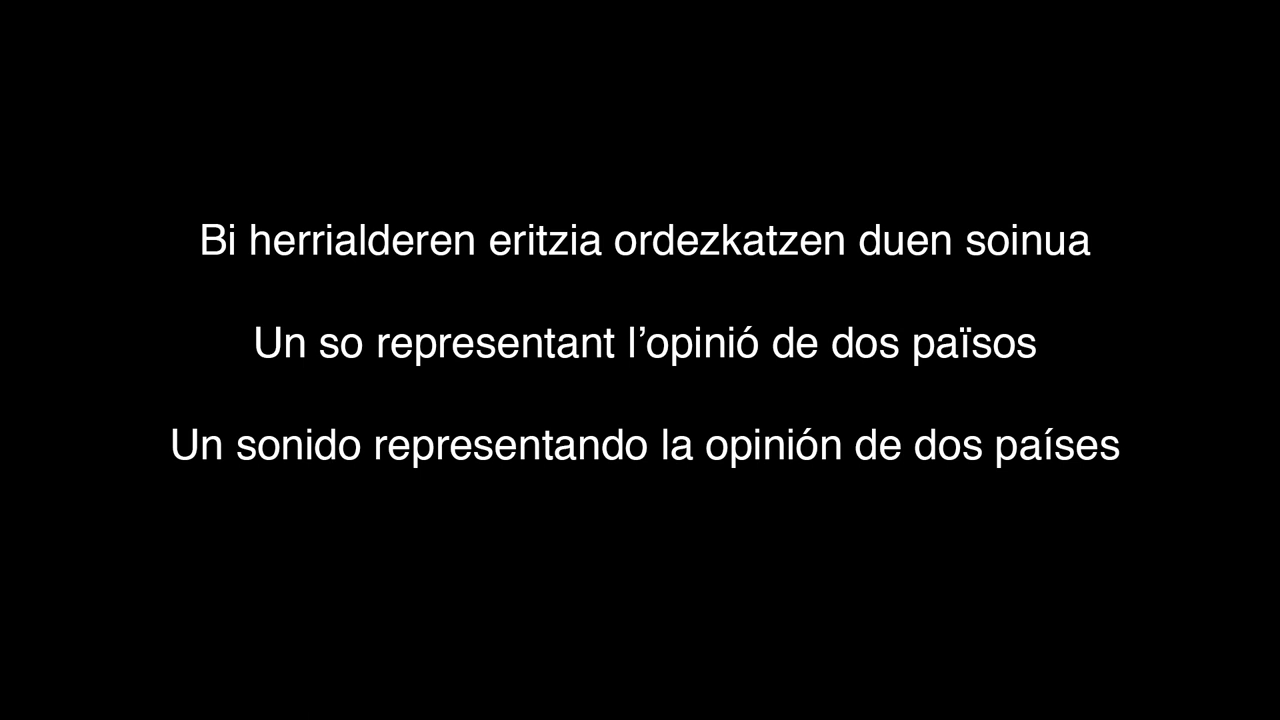 Bi herrialderen eritzia ordezkatzen duen soinua
Un so representant l’opinió de dos països
Un sonido representando la opinión de dos países